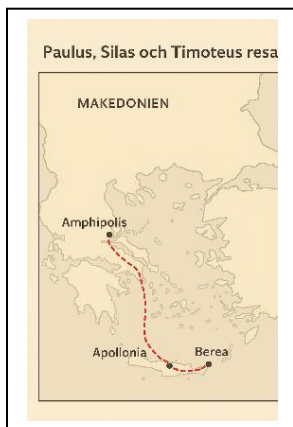 Paulus, Silas och Timoteus resa
MAKEDONIEN
Amphipolis
Apollonia
Berea